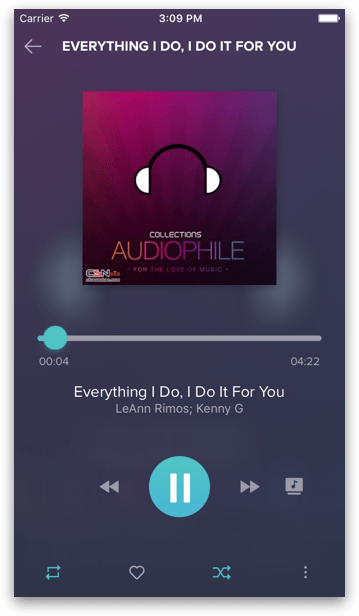 Carrier 3:09 PM
EVERYTHING I DO, I DO IT FOR YOU
COLLECTIONS
AUDIOPHILE
- FOR THE LOVE OF MUSIC -
00:04 04:22
Everything I Do, I Do It For You
LeAnn Rimos; Kenny G